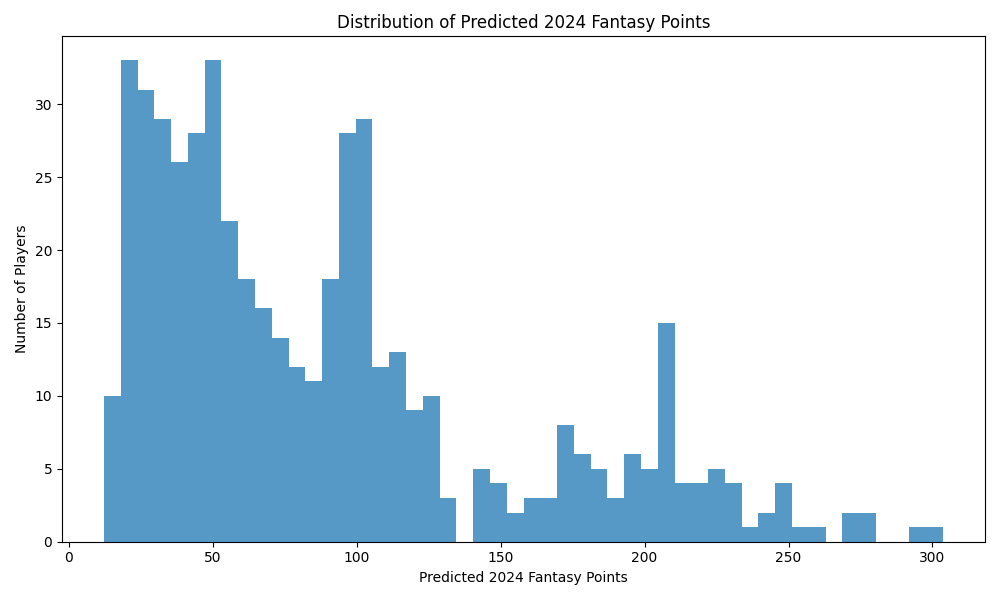 Distribution of Predicted 2024 Fantasy Points
Number of Players
30
25
20
15
10
5
0
0 50 100 150 200 250 300
Predicted 2024 Fantasy Points